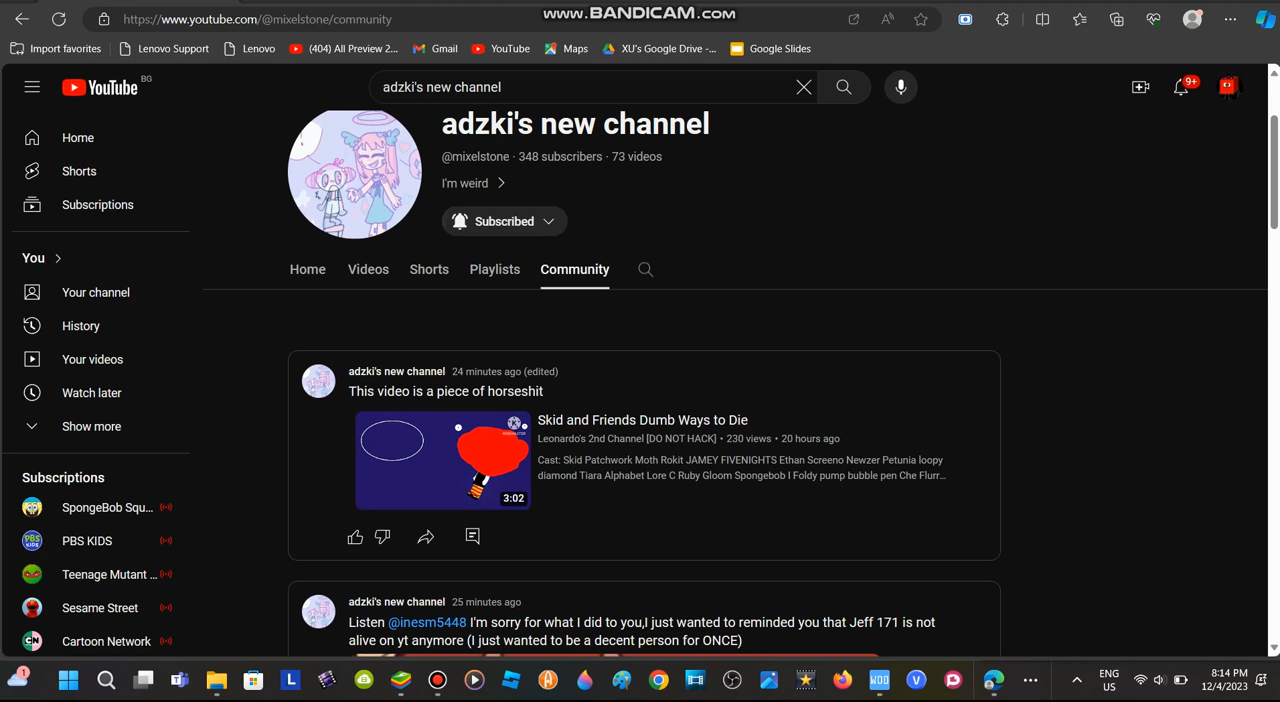 https://www.youtube.com/@mixelstone/community
www.BANDICAM.com
Import favorites
Lenovo Support
Lenovo
(404) All Preview 2...
Gmail
YouTube
Maps
XU's Google Drive -...
Google Slides
YouTube BG
adzki's new channel
9+
Home
Shorts
Subscriptions
You
Your channel
History
Your videos
Watch later
Show more
Subscriptions
SpongeBob Squ...
PBS KIDS
Teenage Mutant ...
Sesame Street
Cartoon Network
adzki's new channel
@mixelstone · 348 subscribers · 73 videos
I'm weird
Subscribed
Home
Videos
Shorts
Playlists
Community
adzki's new channel 24 minutes ago (edited)
This video is a piece of horseshit
3:02
Skid and Friends Dumb Ways to Die
Leonardo's 2nd Channel [DO NOT HACK] • 230 views • 20 hours ago
Cast: Skid Patchwork Moth Rokit JAMEY FIVENIGHTS Ethan Screeno Newzer Petunia loopy
diamond Tiara Alphabet Lore C Ruby Gloom Spongebob I Foldy pump bubble pen Che Flurr...
adzki's new channel 25 minutes ago
Listen @inesm5448 I'm sorry for what I did to you,I just wanted to reminded you that Jeff 171 is not
alive on yt anymore (I just wanted to be a decent person for ONCE)
1
ENG
US
8:14 PM
12/4/2023